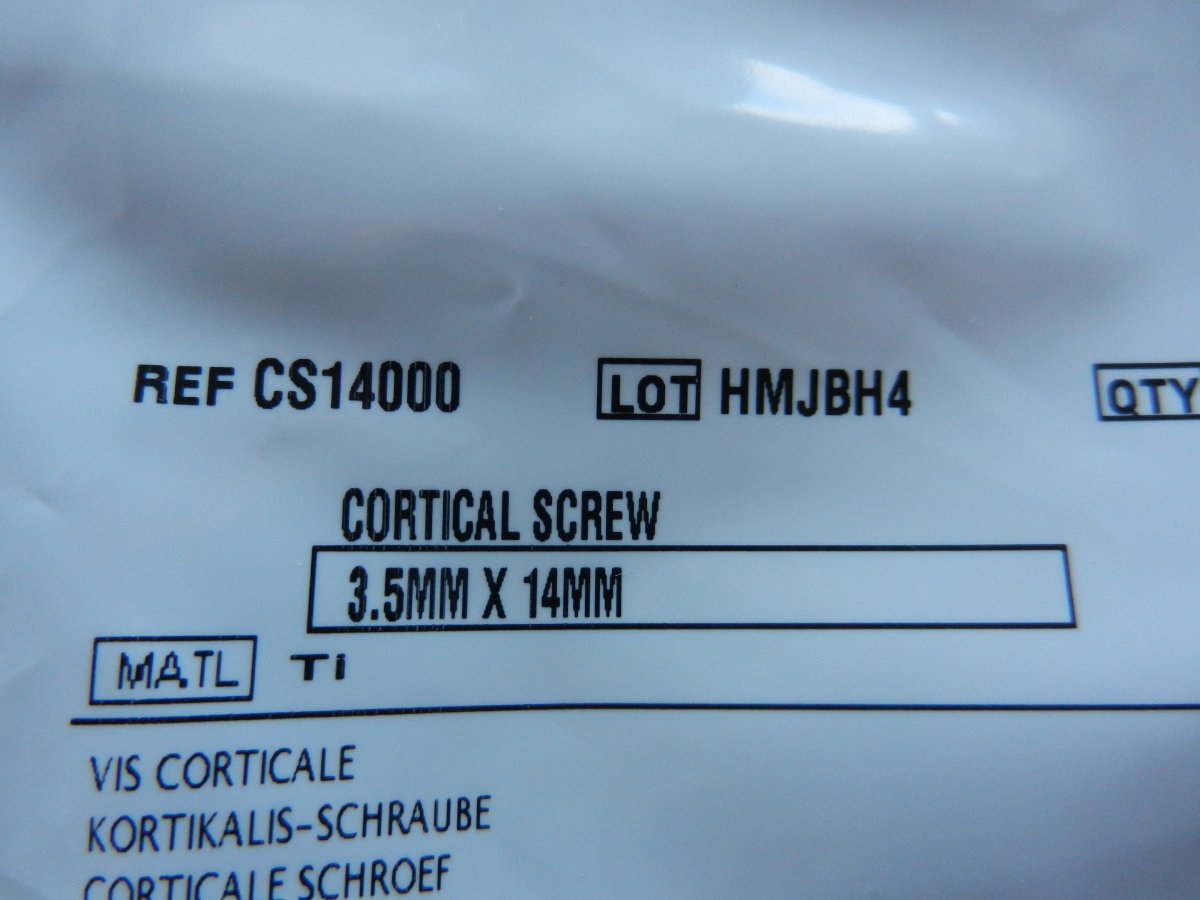 REF CS14000 LOT HMJBH4 QTY
CORTICAL SCREW
3.5MM X 14MM
MATL Ti
VIS CORTICALE
KORTIKALIS-SCHRAUBE
CORTICALE SCHROEF